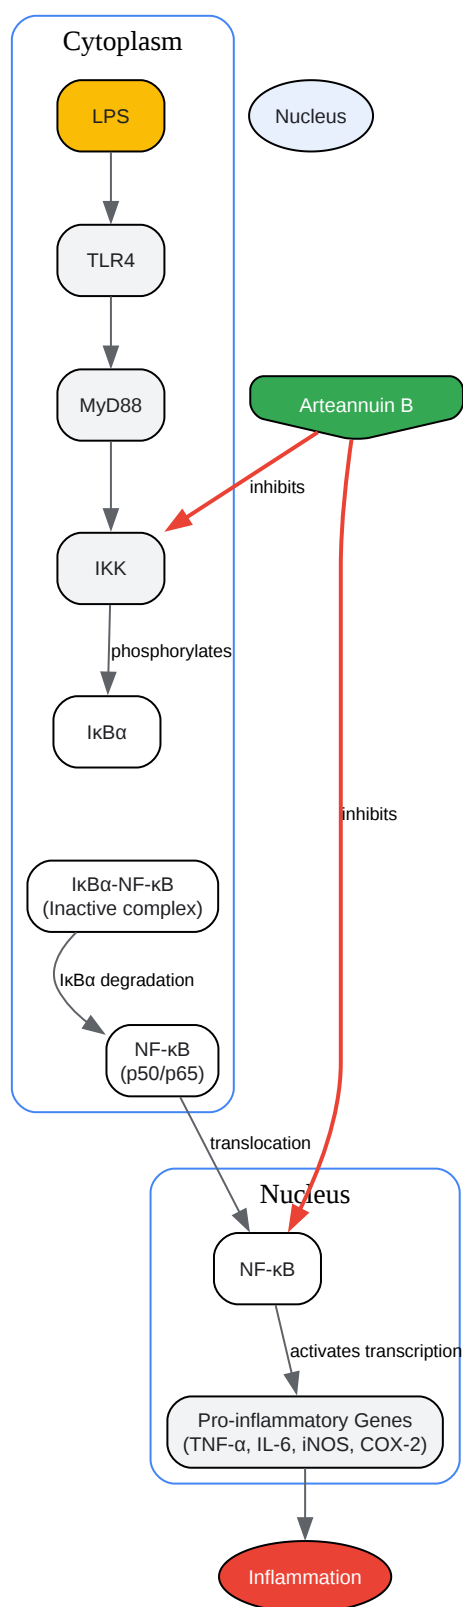 Cytoplasm
LPS
Nucleus
TLR4
MyD88
Arteannuin B
inhibits
IKK
phosphorylates
IκBα
inhibits
IκBα-NF-κB
(Inactive complex)
IκBα degradation
NF-κB
(p50/p65)
translocation
Nucleus
NF-κB
activates transcription
Pro-inflammatory Genes
(TNF-α, IL-6, iNOS, COX-2)
Inflammation